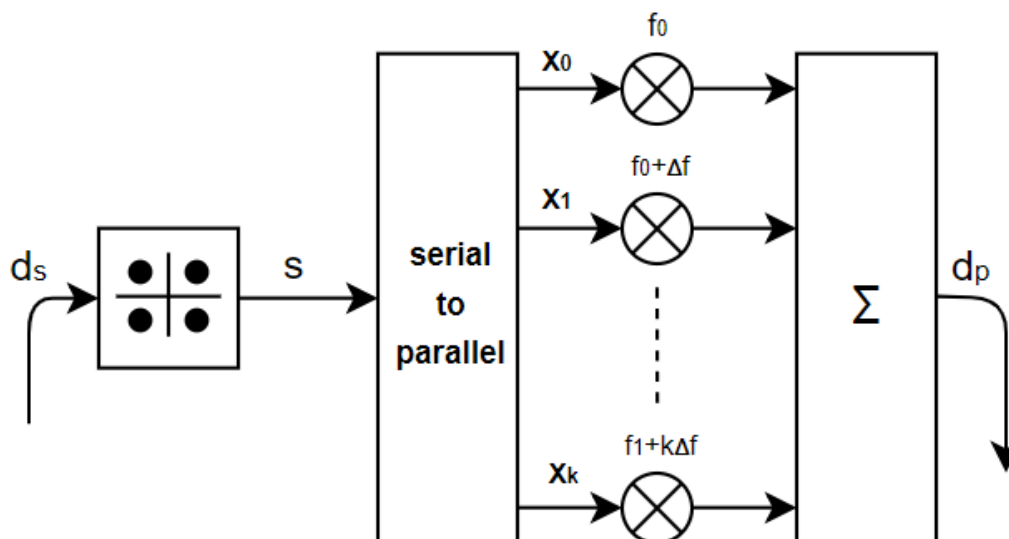 f0
x0
f0+Δf
x1
ds
s
serial
to
parallel
Σ
dp
f1+kΔf
xk